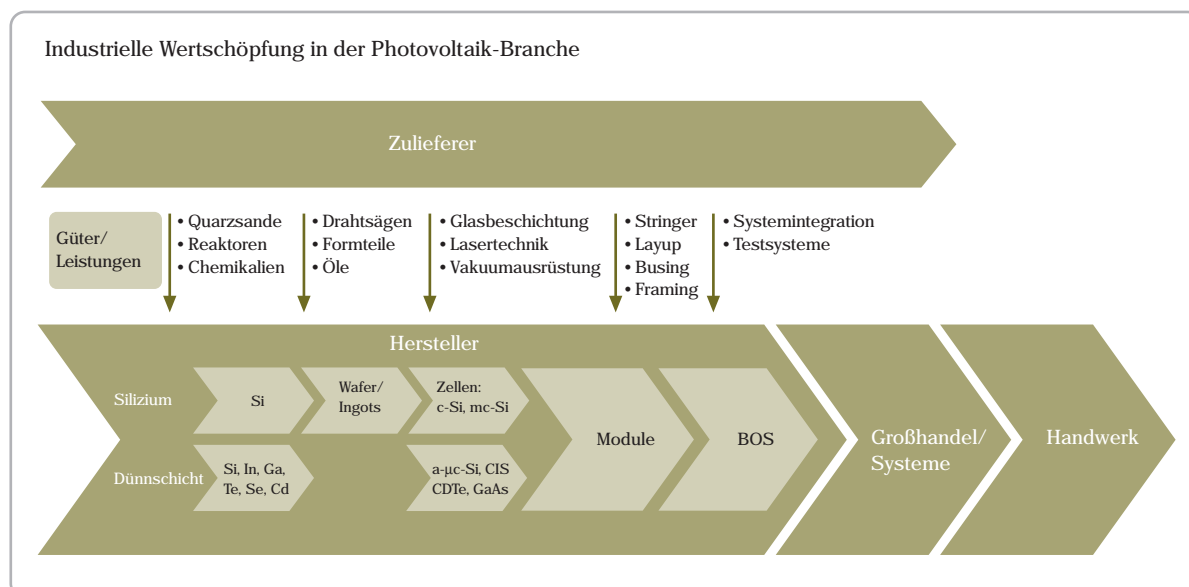 Industrielle Wertschöpfung in der Photovoltaik-Branche
Zulieferer
Güter/
Leistungen
• Quarzsande
• Reaktoren
• Chemikalien
• Drahtsägen
• Formteile
• Öle
• Glasbeschichtung
• Lasertechnik
• Vakuumausrüstung
• Stringer
• Layup
• Busing
• Framing
• Systemintegration
• Testsysteme
Hersteller
Silizium
Si
Wafer/
Ingots
Zellen:
c-Si, mc-Si
Dünnschicht
Si, In, Ga,
Te, Se, Cd
a-µc-Si, CIS
CDTe, GaAs
Module
BOS
Großhandel/
Systeme
Handwerk